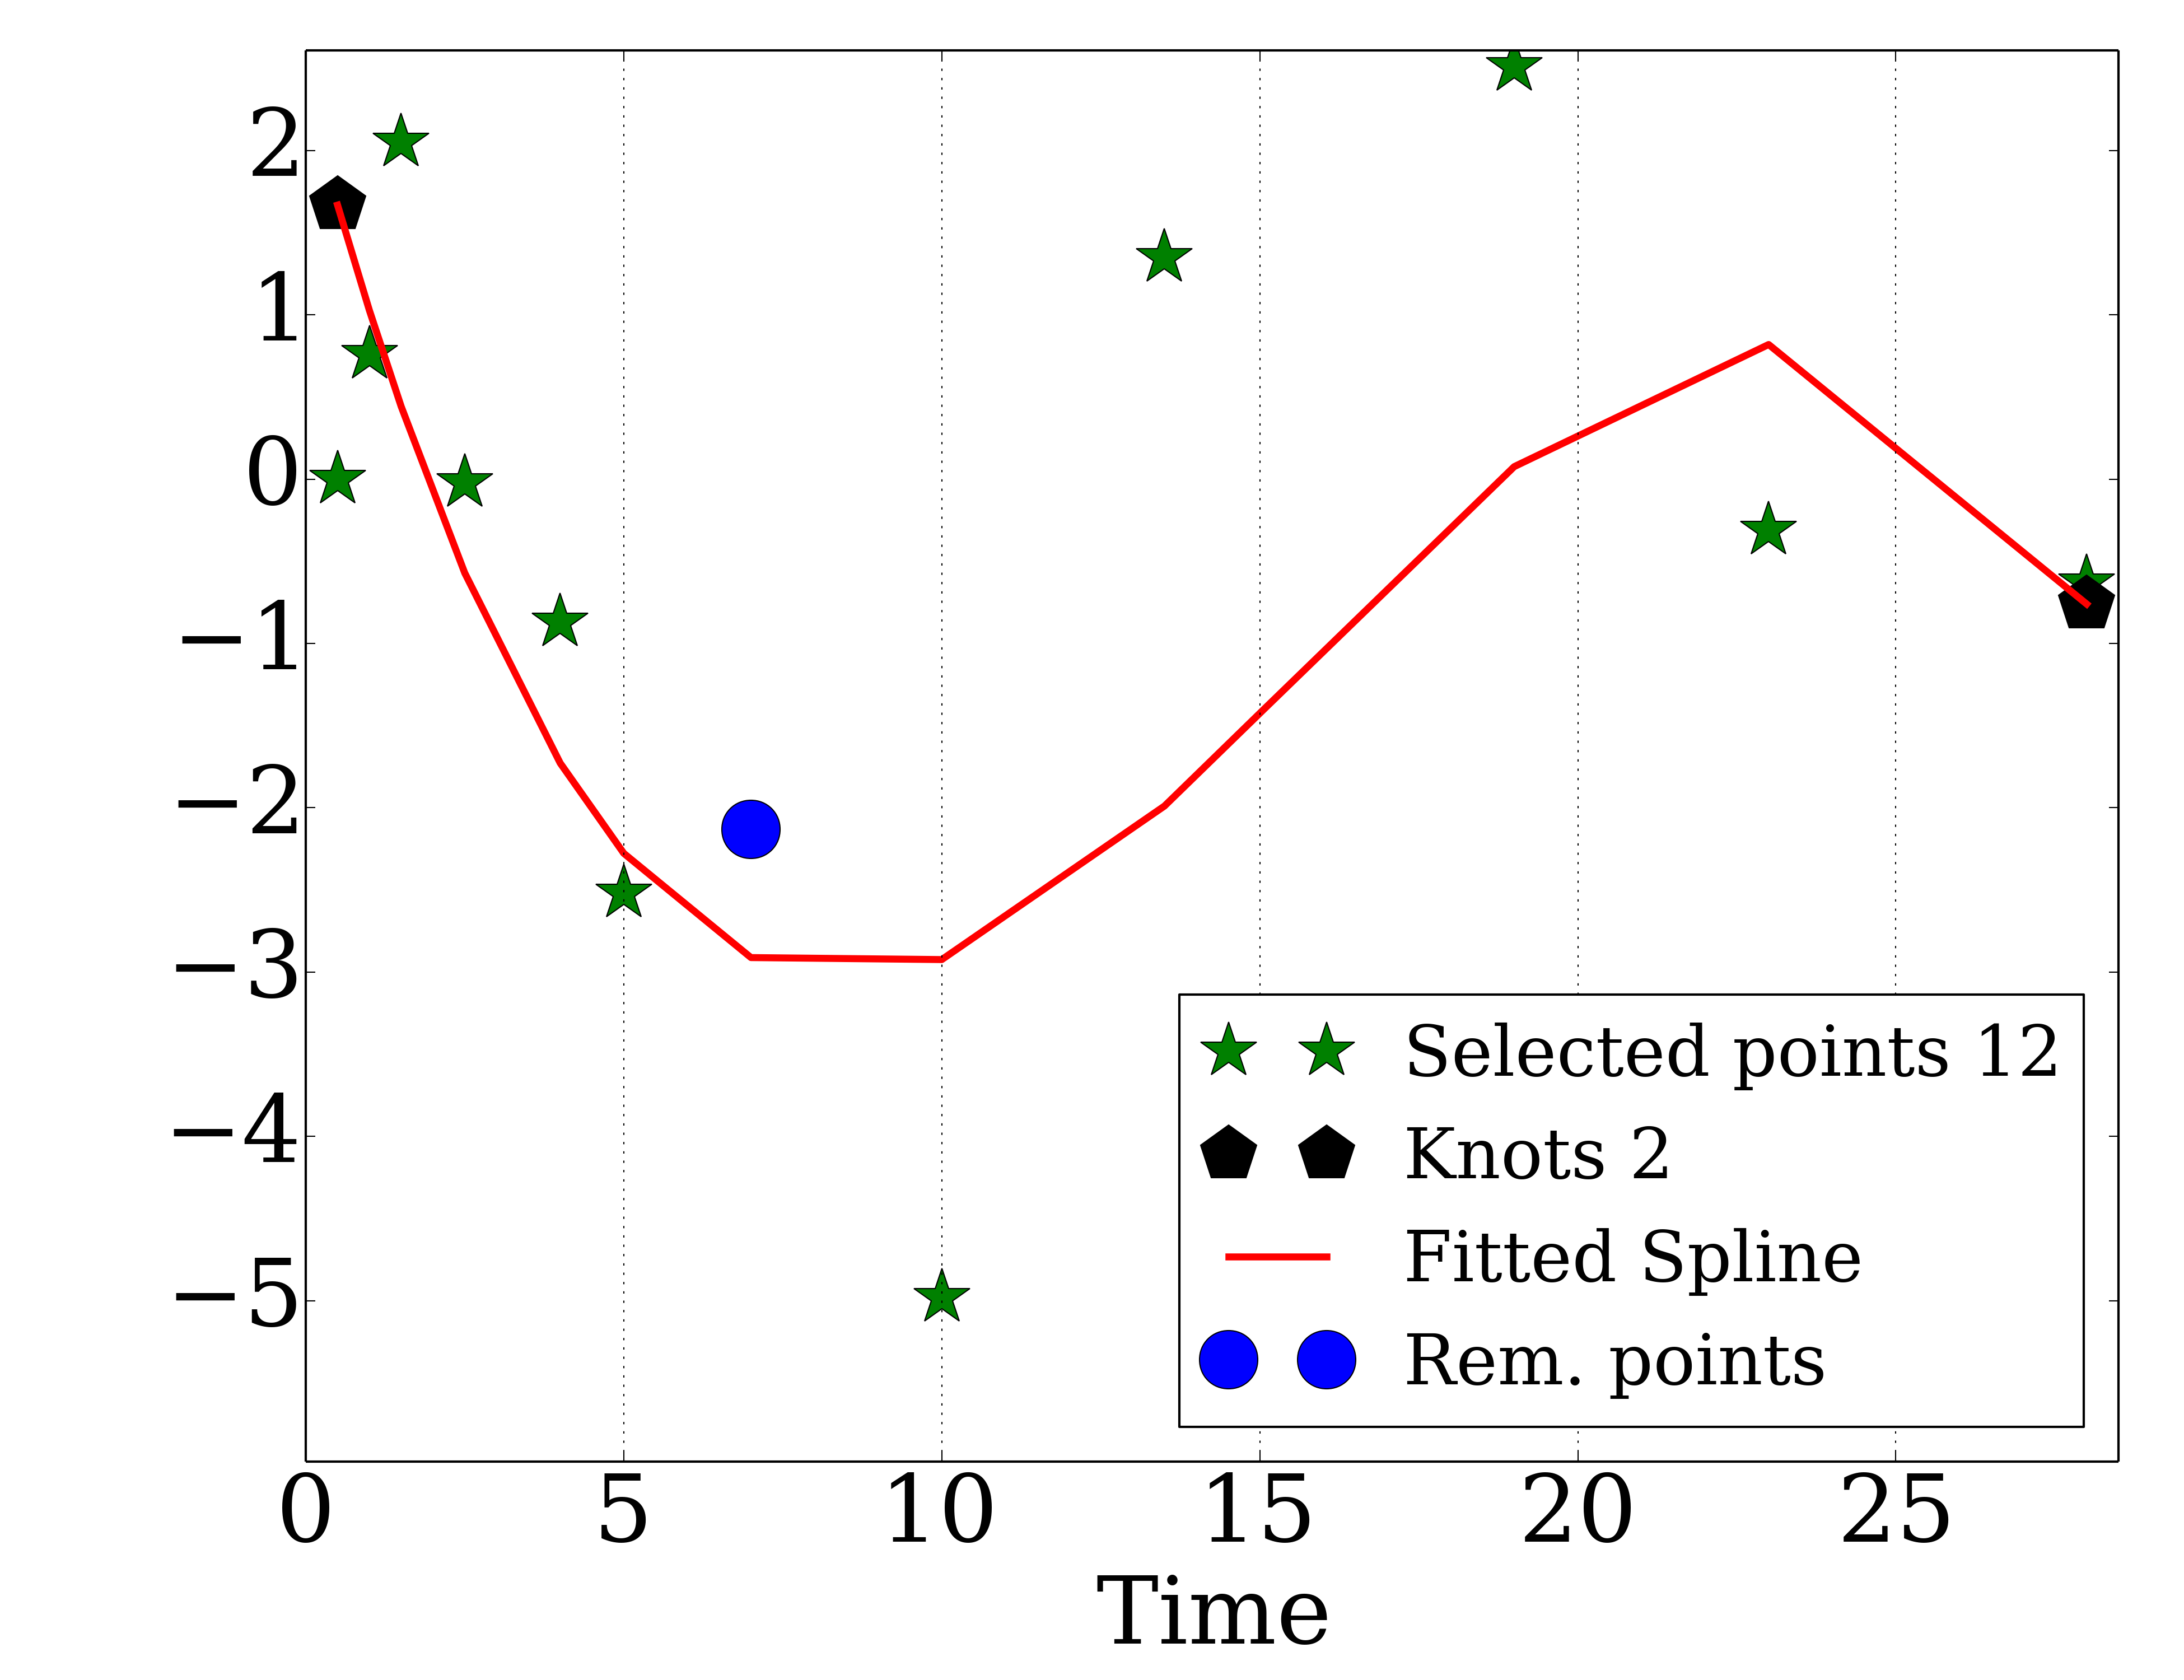 2
1
0
−1
−2
−3
−4
−5
Selected points 12
Knots 2
Fitted Spline
Rem. points
0 5 10 15 20 25
Time